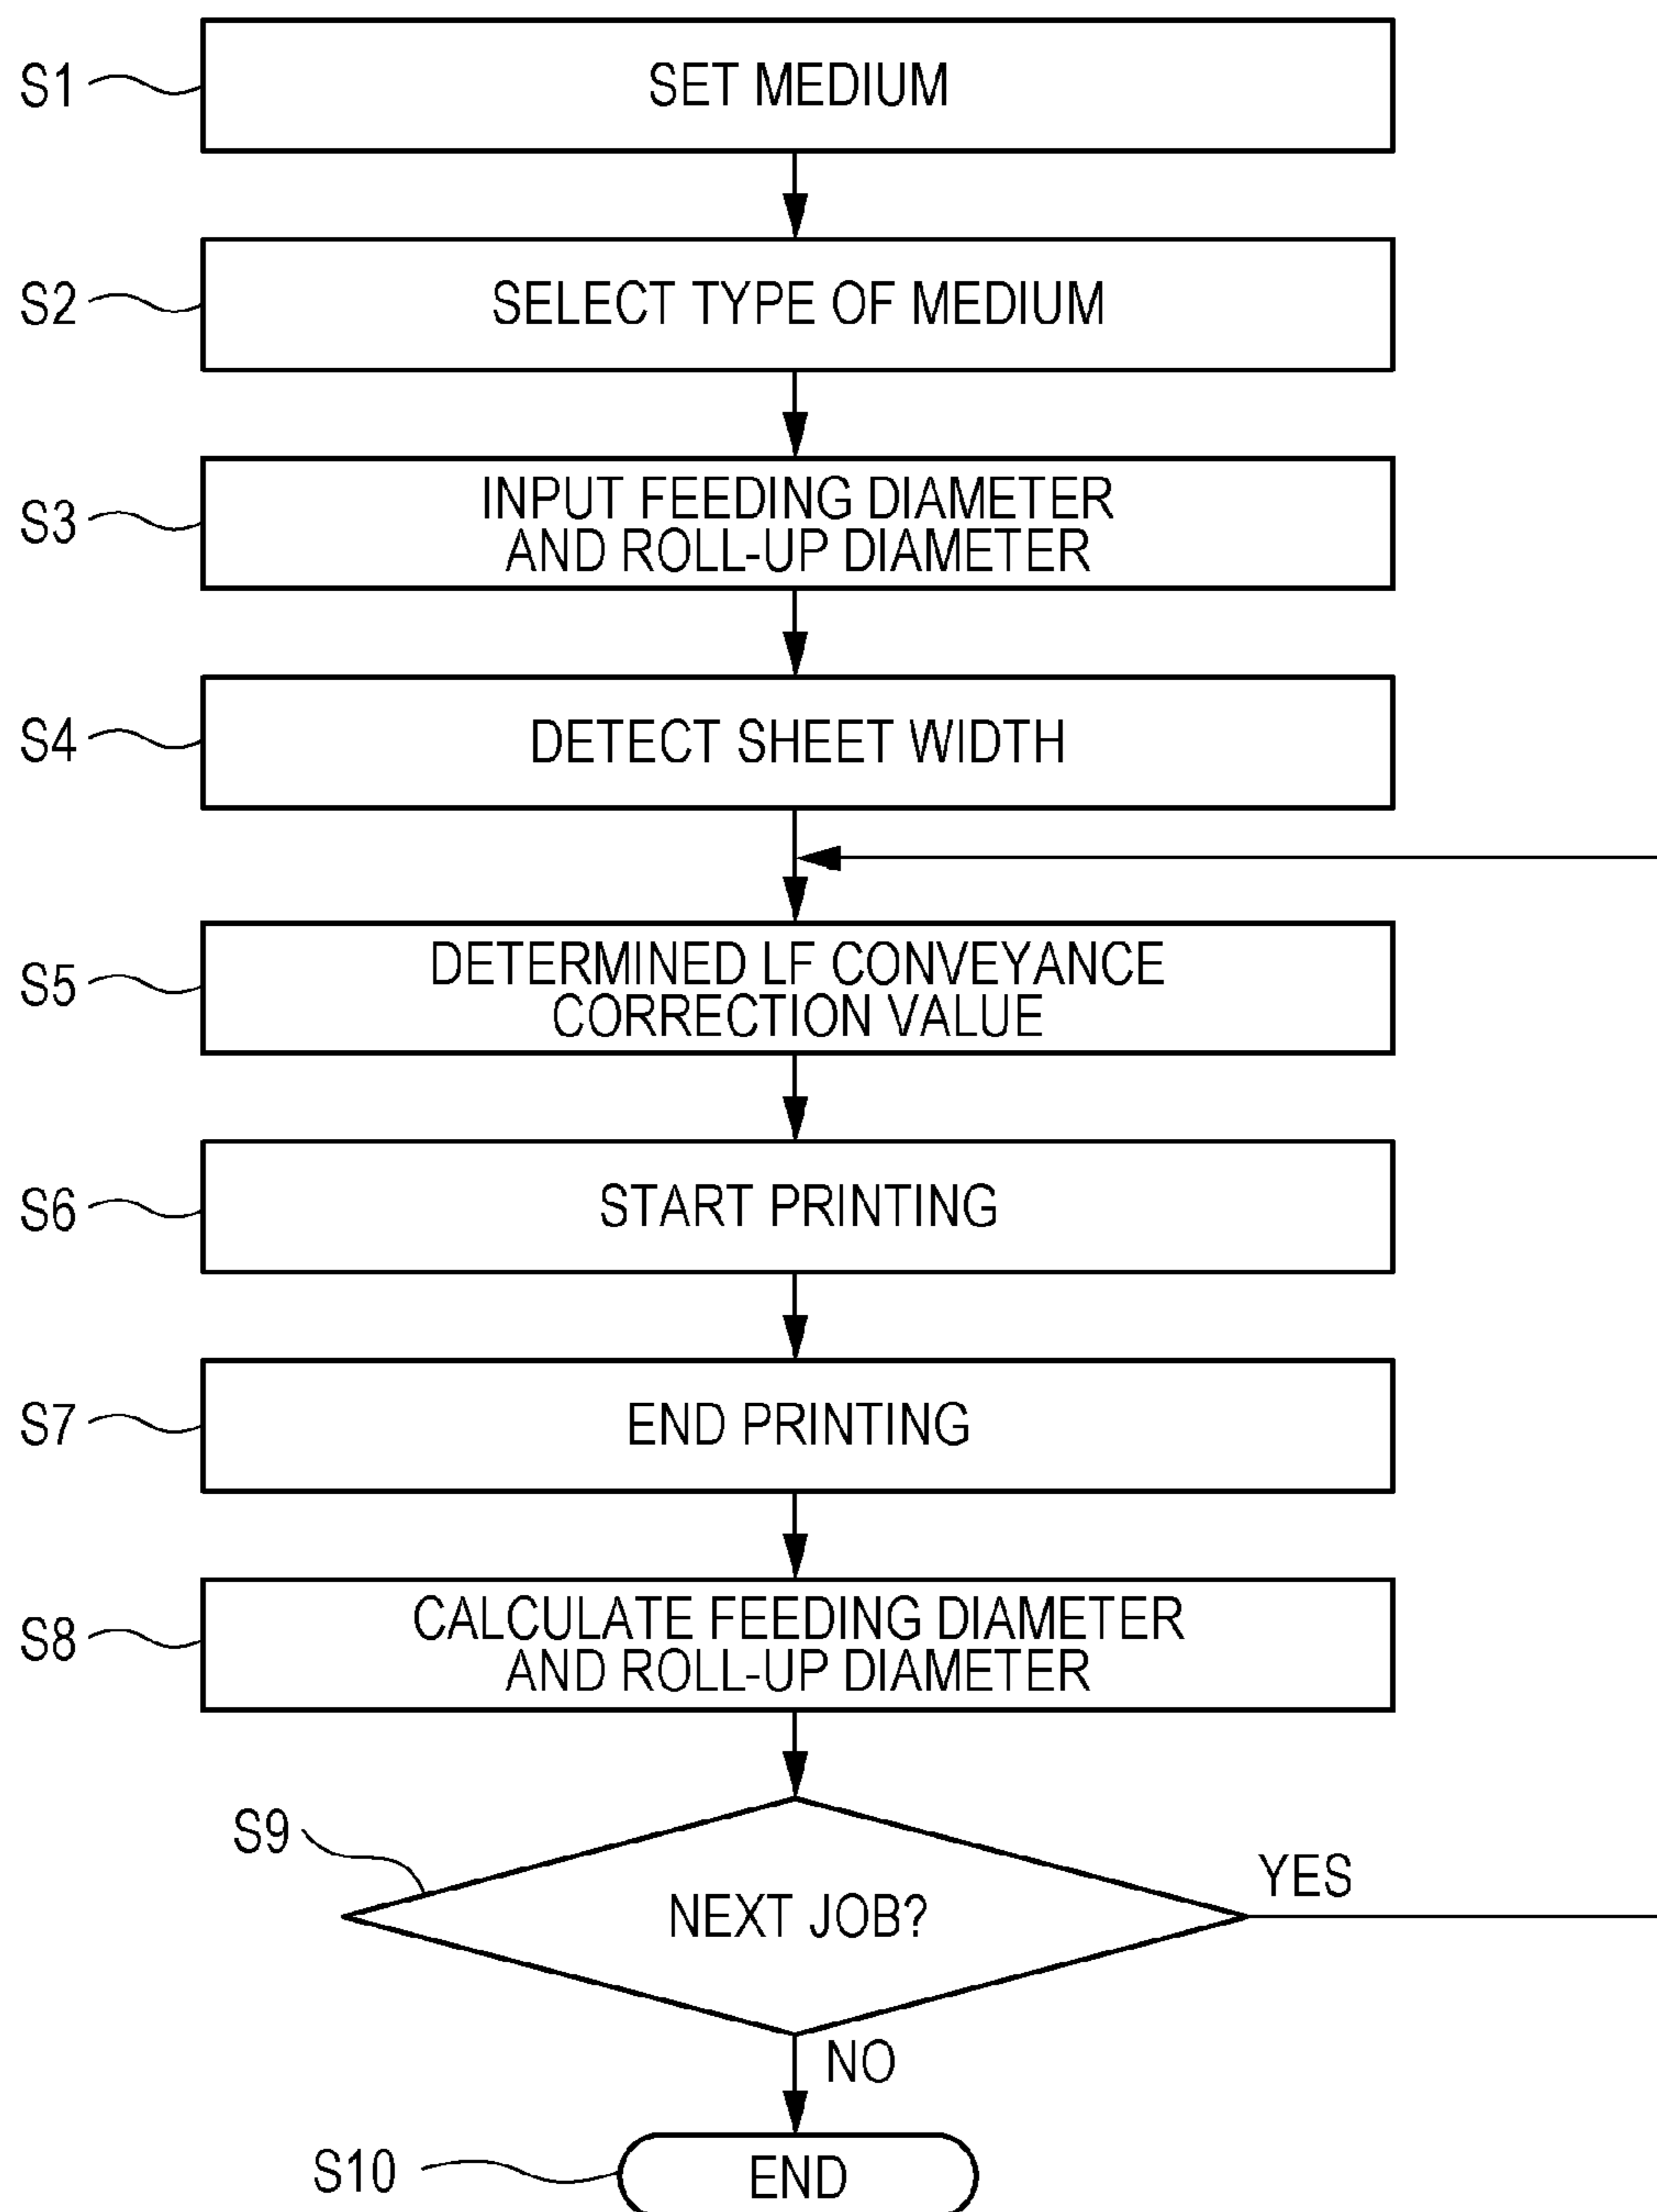 S1
SET MEDIUM
S2
SELECT TYPE OF MEDIUM
S3
INPUT FEEDING DIAMETER
AND ROLL-UP DIAMETER
S4
DETECT SHEET WIDTH
S5
DETERMINED LF CONVEYANCE
CORRECTION VALUE
S6
START PRINTING
S7
END PRINTING
S8
CALCULATE FEEDING DIAMETER
AND ROLL-UP DIAMETER
S9
NEXT JOB?
YES
NO
S10
END